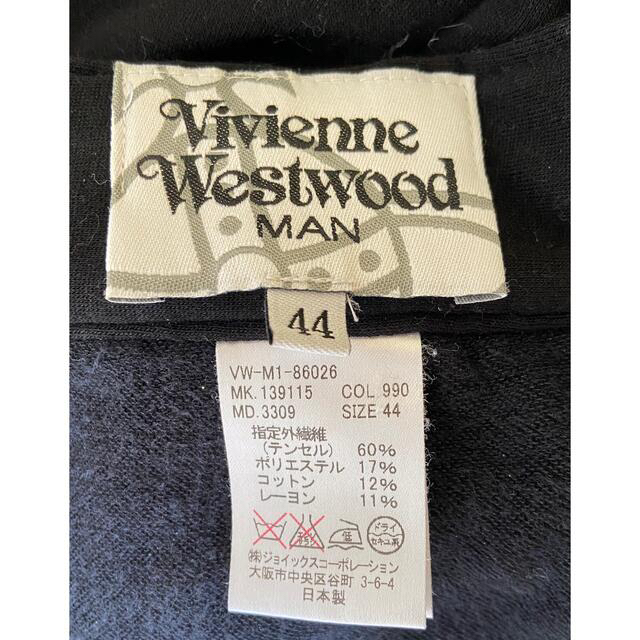 Vivienne
Westwood
MAN
44
VW-M1-86026
MK.139115 COL 990
MD.3309 SIZE 44
指定外繊維
(テンセル) 60%
ポリエステル 17%
コットン 12%
レーヨン 11%
低
ドライ
セキユ系
㈱ジョイックスコーポレーション
大阪市中央区谷町 3-6-4
日本製